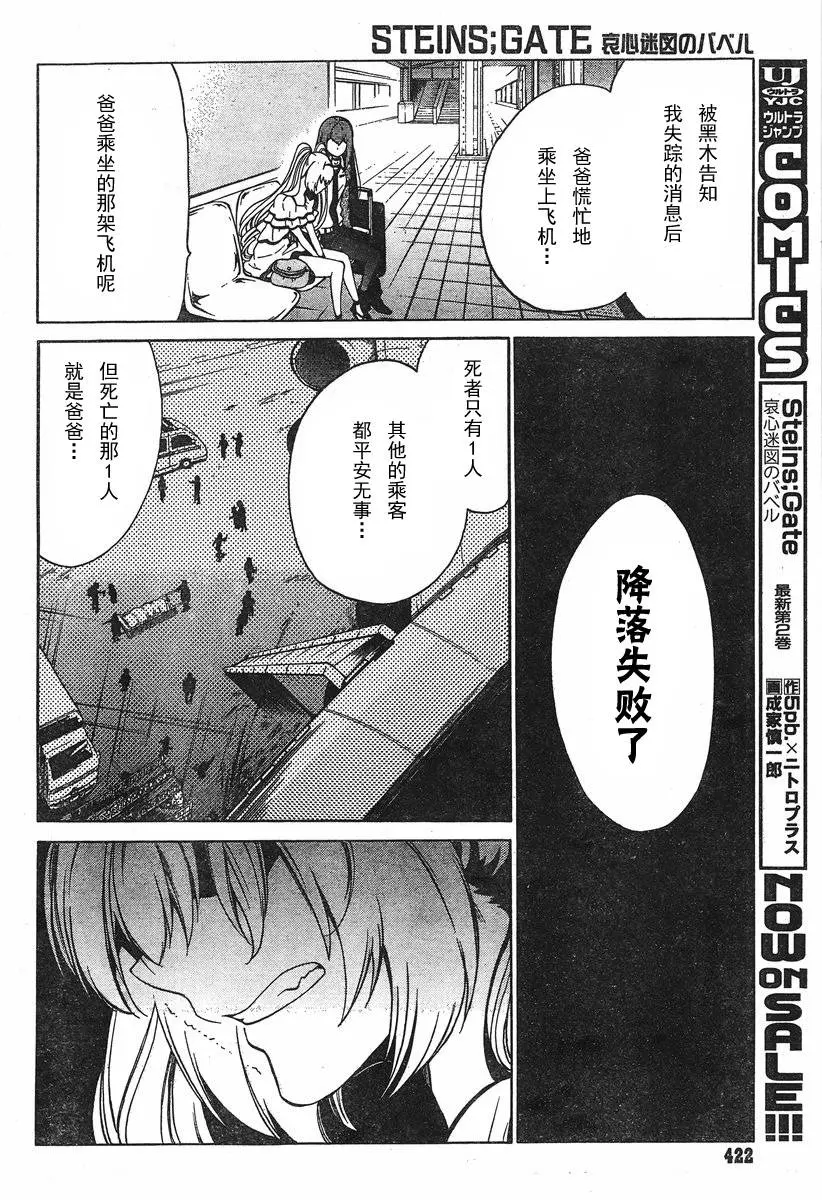 STEINS;GATE 哀心迷図のバベル
被黑木告知
我失踪的消息后
爸爸慌忙地
乘坐上飞机…
爸爸乘坐的
那架飞机呢
降落失败了
死者只有1人
其他的乘客
都平安无事…
但死亡的那1人
就是爸爸…
UJ
ウルトラ
YJC
ウルトラ
ジャンプ
COMICS
Steins;Gate
哀心迷図のバベル
最新第2巻
作 5pb.×ニトロプラス
画 成家慎一郎
NOW ON SALE!!!
422